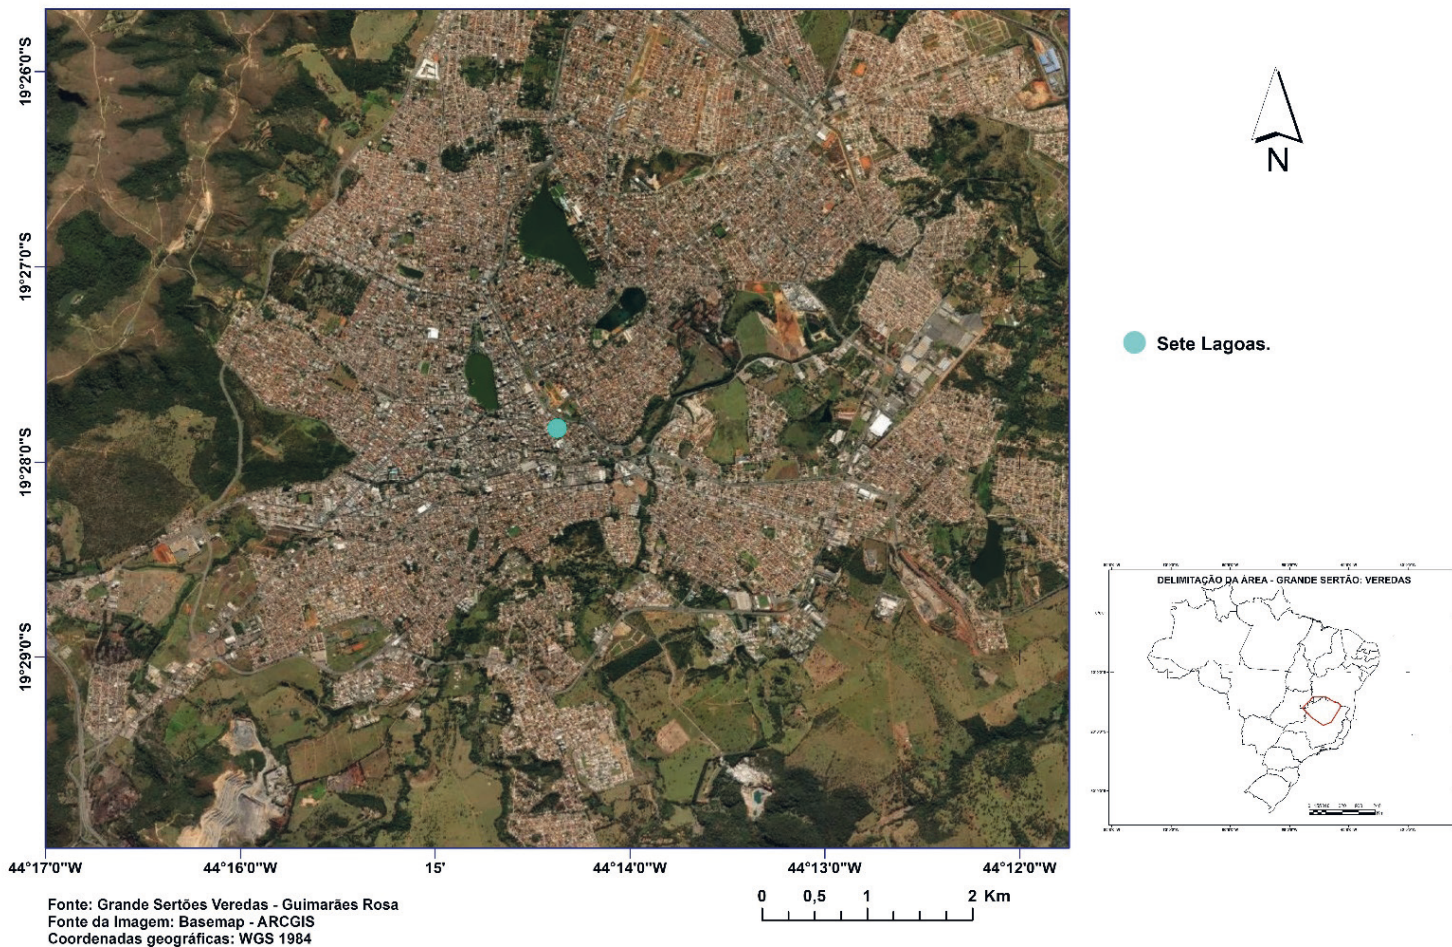 19°26'0"S
19°27'0"S
19°28'0"S
19°29'0"S
44°17'0"W
44°16'0"W
15'
44°14'0"W
44°13'0"W
44°12'0"W
N
Sete Lagoas.
DELIMITAÇÃO DA ÁREA - GRANDE SERTÃO: VEREDAS
0 0,5 1 2 Km
Fonte: Grande Sertões Veredas - Guimarães Rosa
Fonte da Imagem: Basemap - ARCGIS
Coordenadas geográficas: WGS 1984